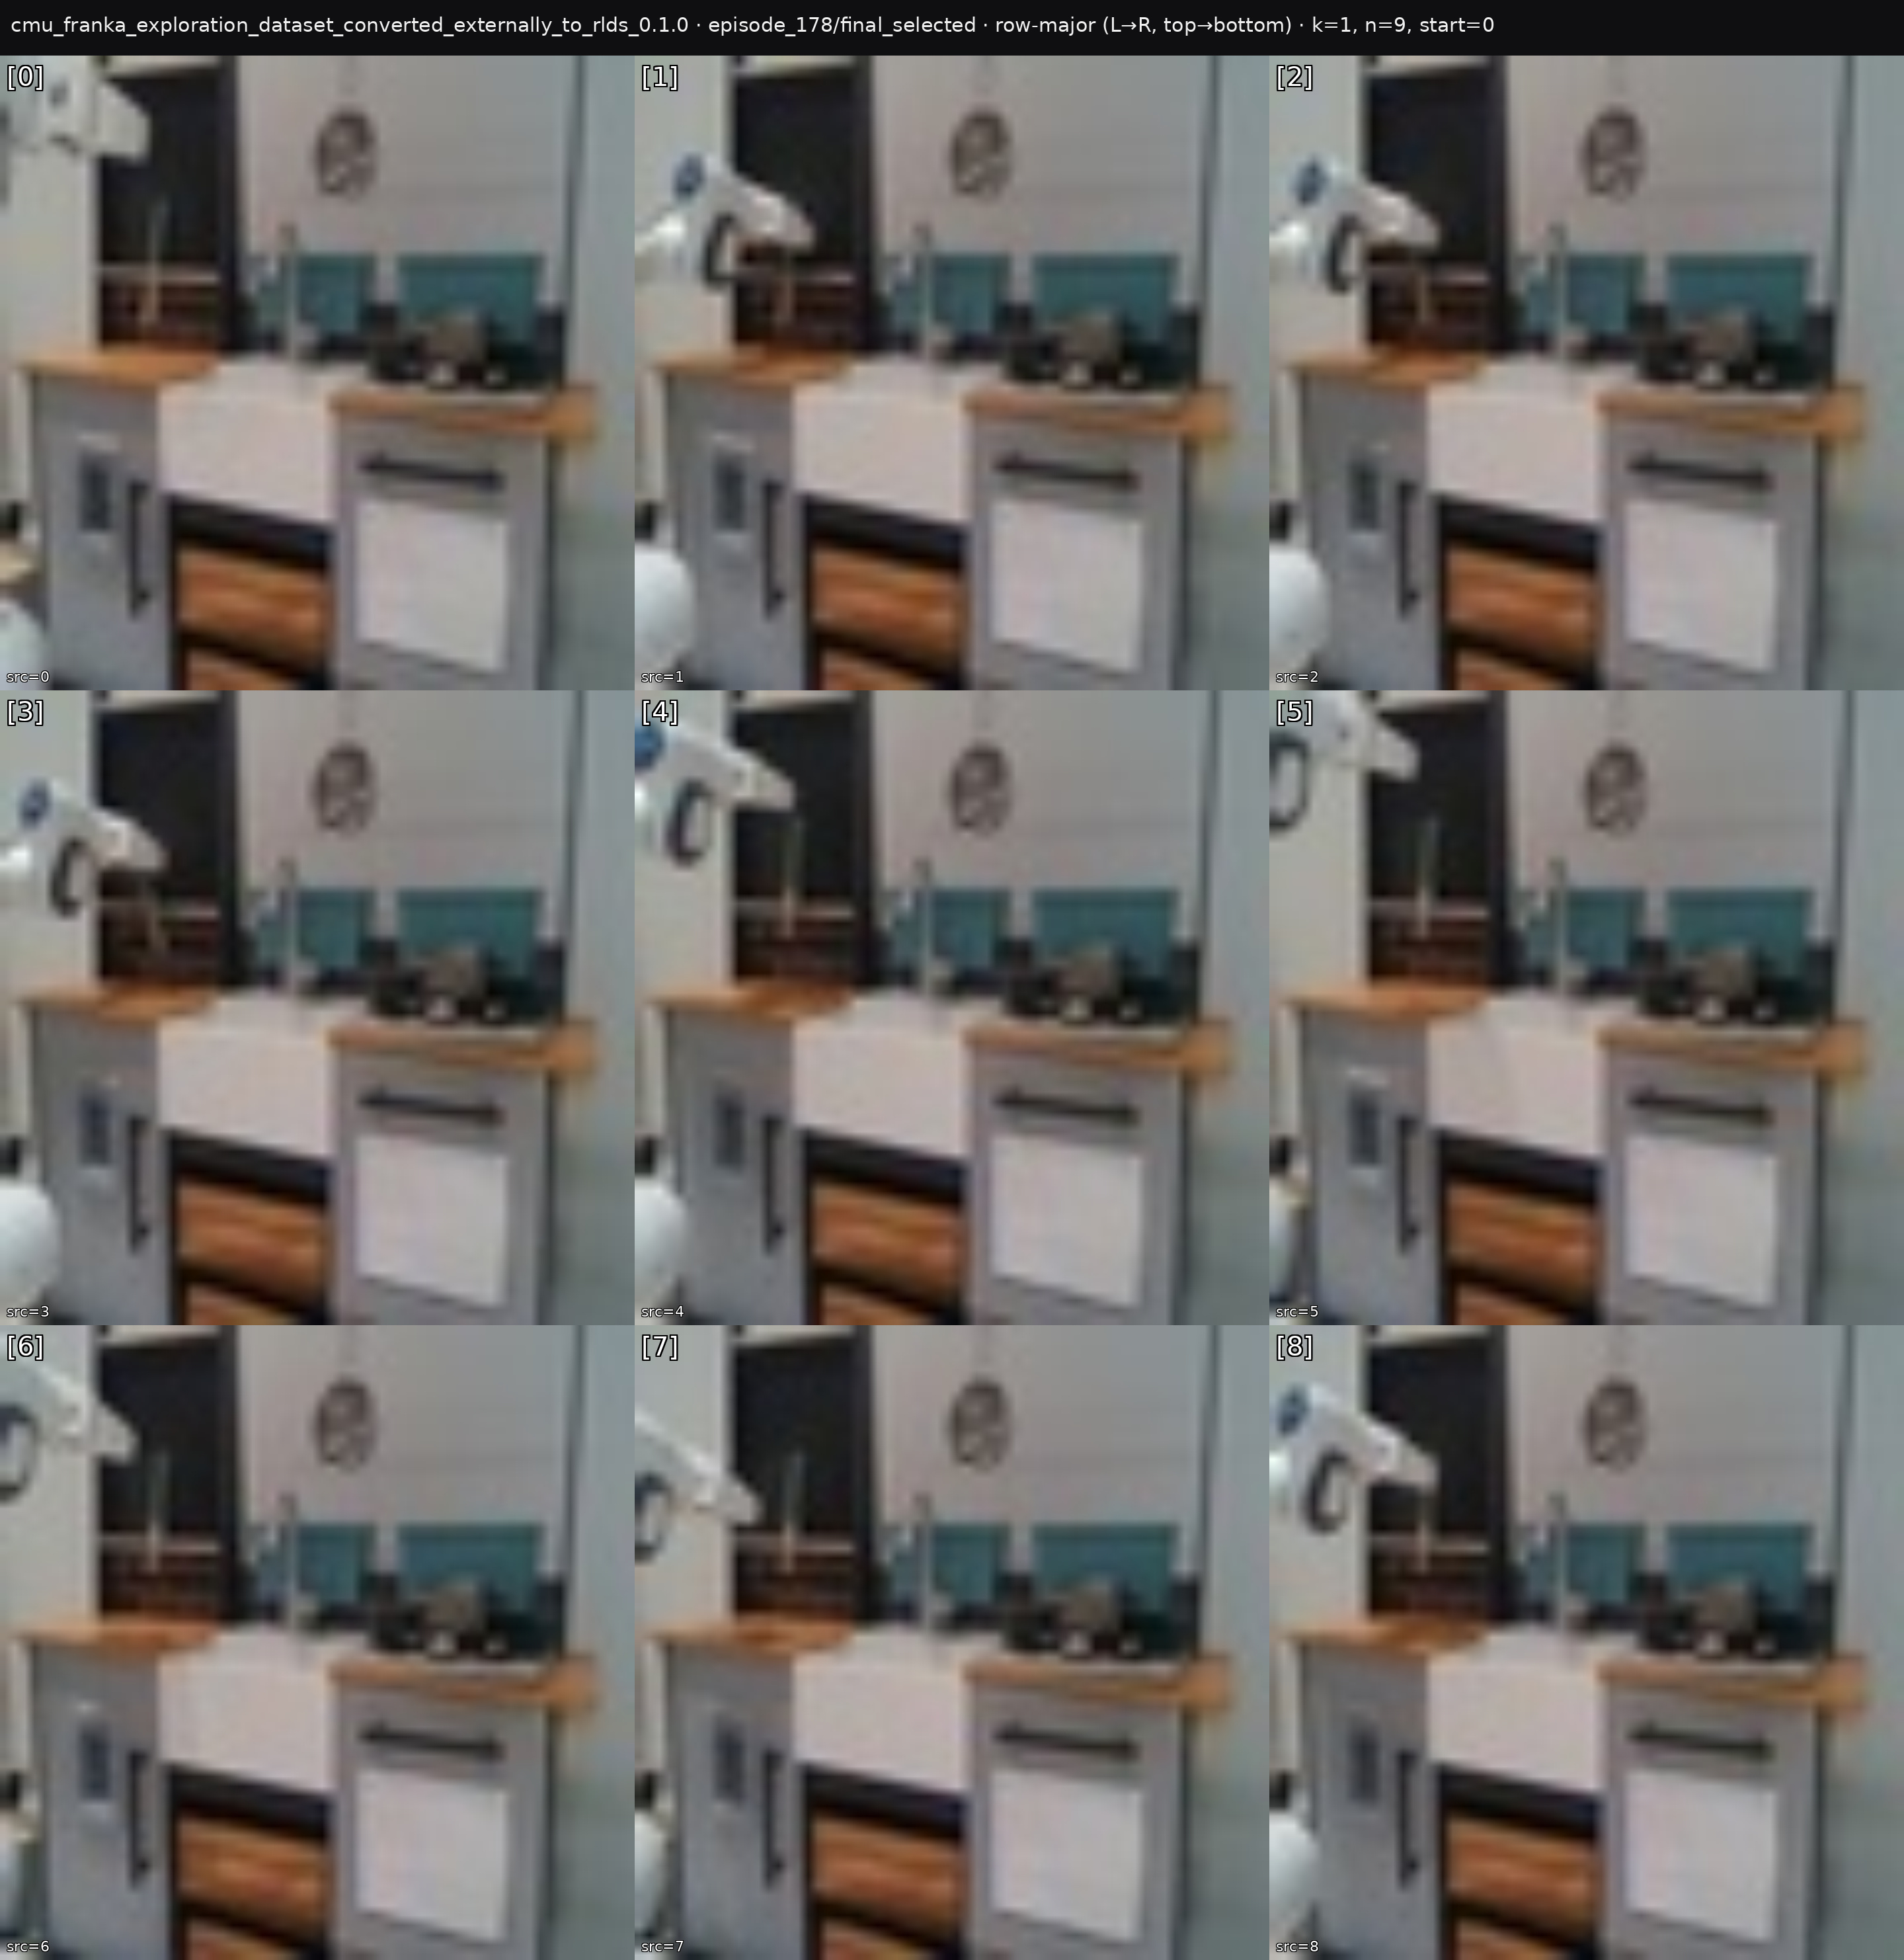 cmu_franka_exploration_dataset_converted_externally_to_rlds_0.1.0 · episode_178/final_selected · row-major (L→R, top→bottom) · k=1, n=9, start=0
[0]
[1]
[2]
src=0
src=1
src=2
[3]
[4]
[5]
src=3
src=4
src=5
[6]
[7]
[8]
src=6
src=7
src=8